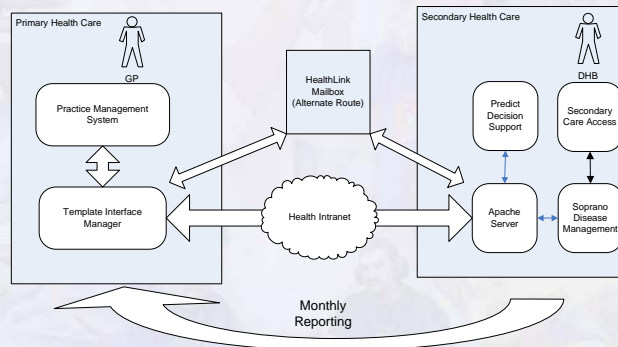 Primary Health Care
GP
Practice Management
System
Template Interface
Manager
HealthLink
Mailbox
(Alternate Route)
Health Intranet
Secondary Health Care
DHB
Predict
Decision
Support
Secondary
Care Access
Apache
Server
Soprano
Disease
Management
Monthly
Reporting